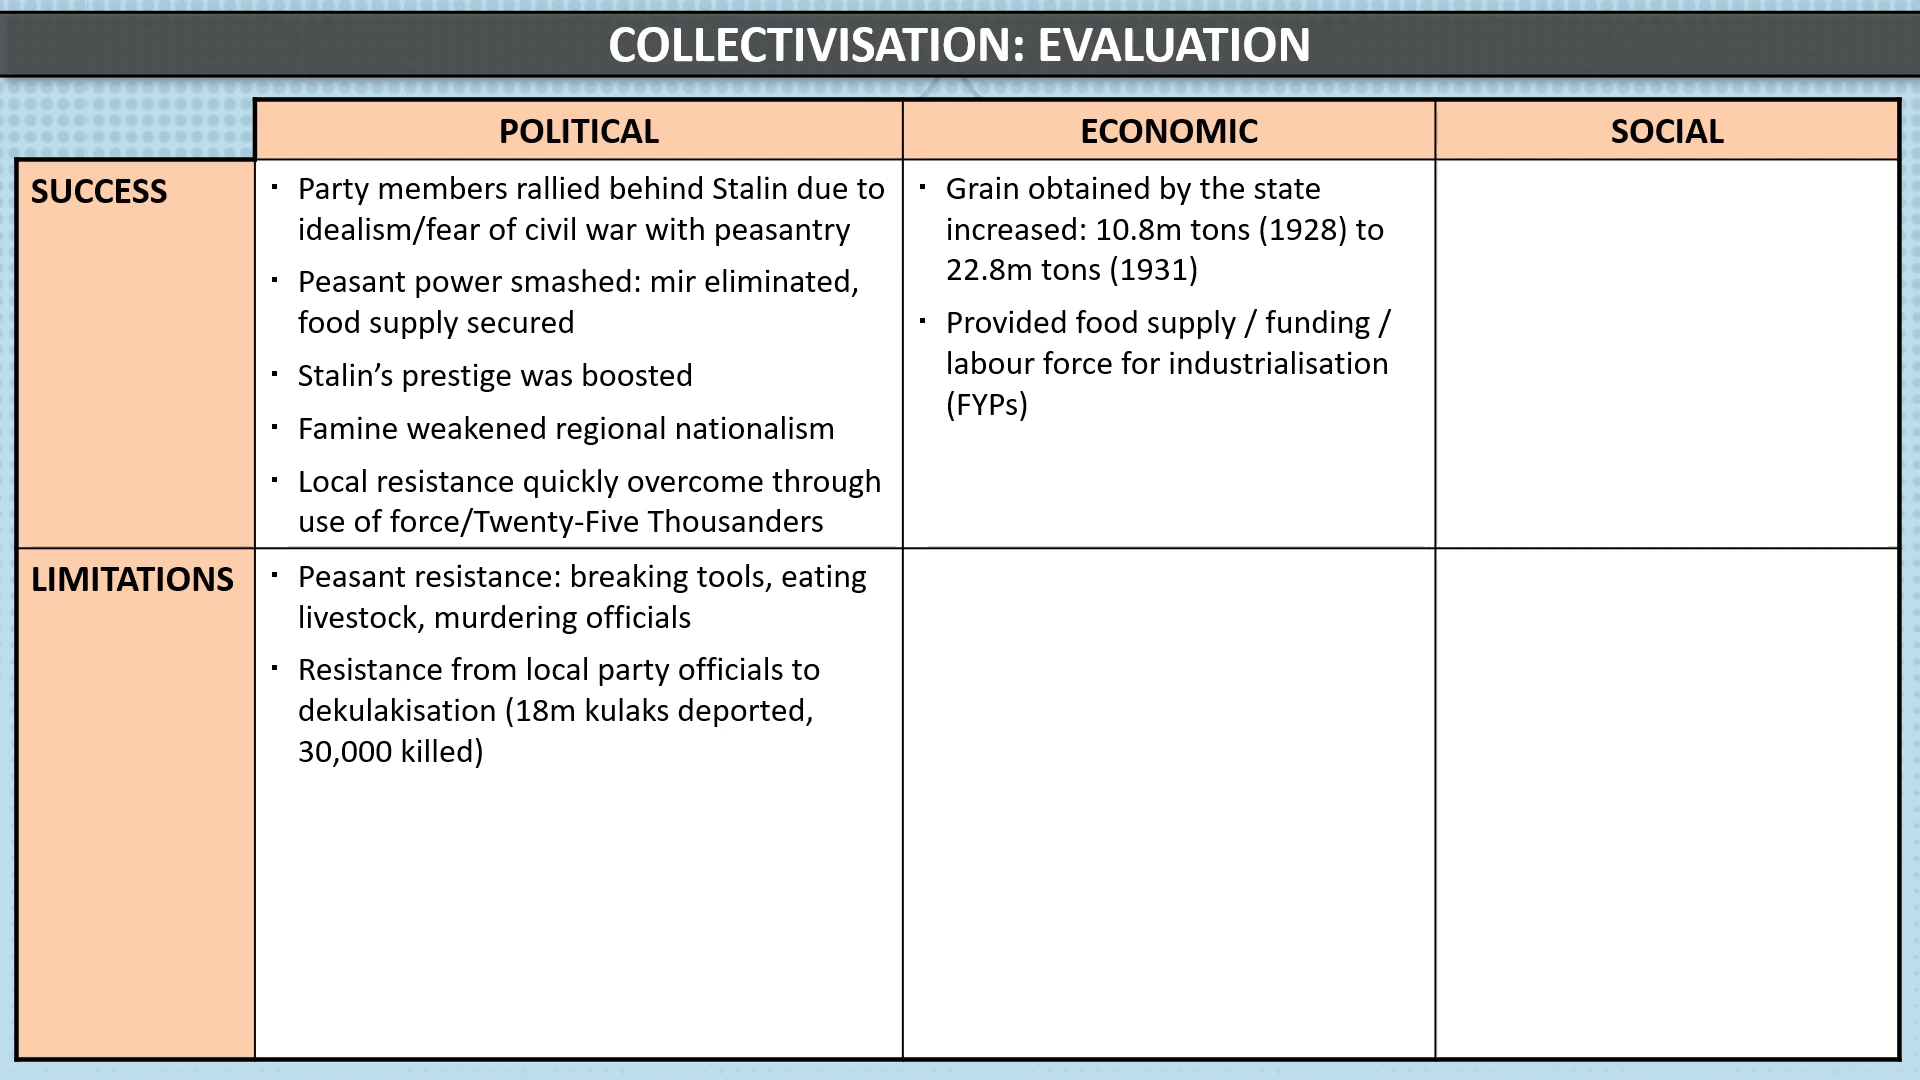 COLLECTIVISATION: EVALUATION
POLITICAL
ECONOMIC
SOCIAL
SUCCESS
▪ Party members rallied behind Stalin due to
idealism/fear of civil war with peasantry
▪ Peasant power smashed: mir eliminated,
food supply secured
▪ Stalin’s prestige was boosted
▪ Famine weakened regional nationalism
▪ Local resistance quickly overcome through
use of force/Twenty-Five Thousanders
▪ Grain obtained by the state
increased: 10.8m tons (1928) to
22.8m tons (1931)
▪ Provided food supply / funding /
labour force for industrialisation
(FYPs)
LIMITATIONS
▪ Peasant resistance: breaking tools, eating
livestock, murdering officials
▪ Resistance from local party officials to
dekulakisation (18m kulaks deported,
30,000 killed)